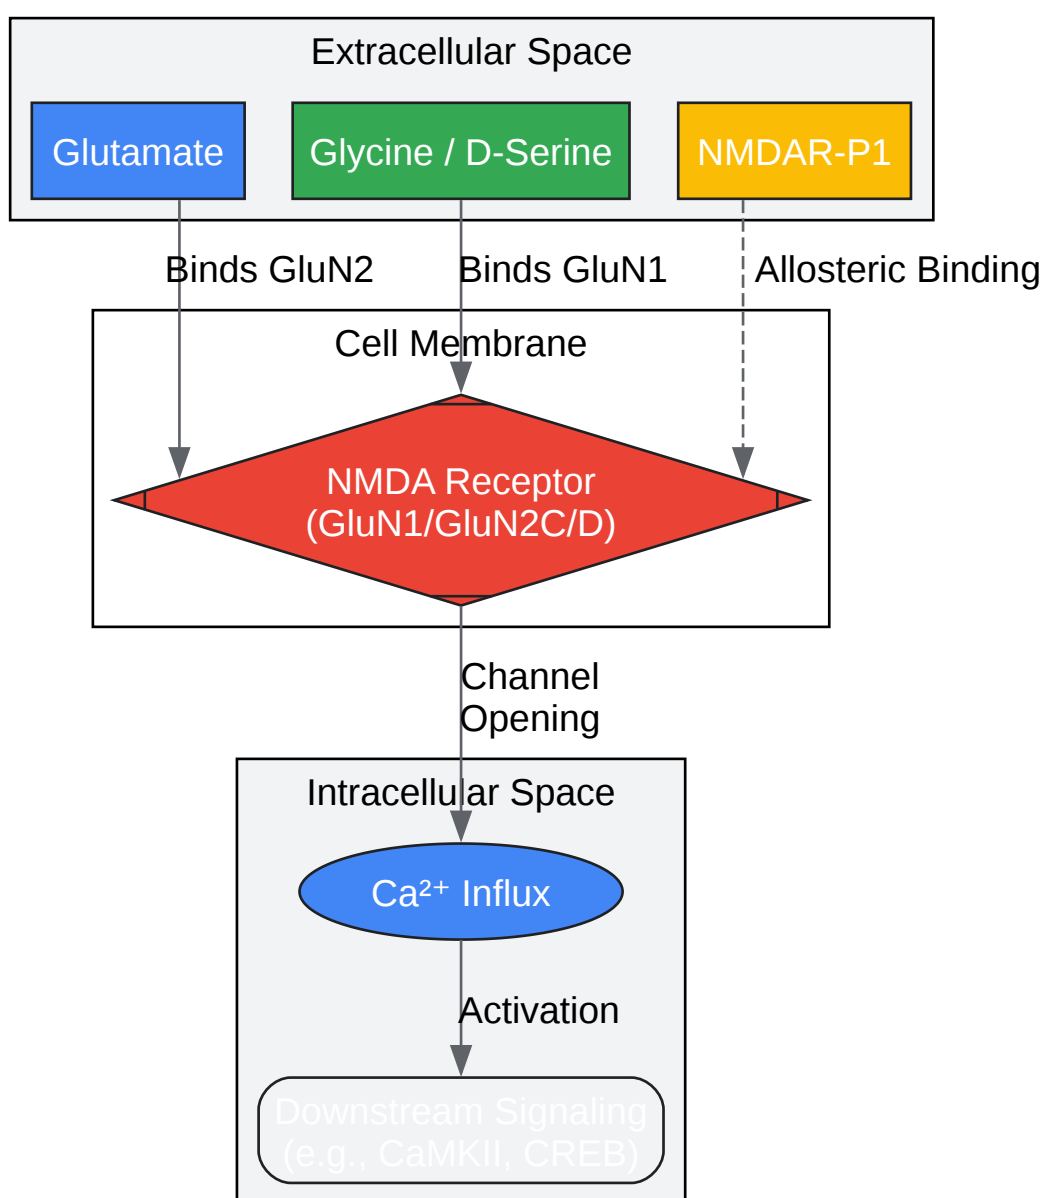 Extracellular Space
Glutamate
Glycine / D-Serine
NMDAR-P1
Binds GluN2
Binds GluN1
Allosteric Binding
Cell Membrane
NMDA Receptor
(GluN1/GluN2C/D)
Channel
Opening
Intracellular Space
Ca²⁺ Influx
Activation
Downstream Signaling
(e.g., CaMKII, CREB)